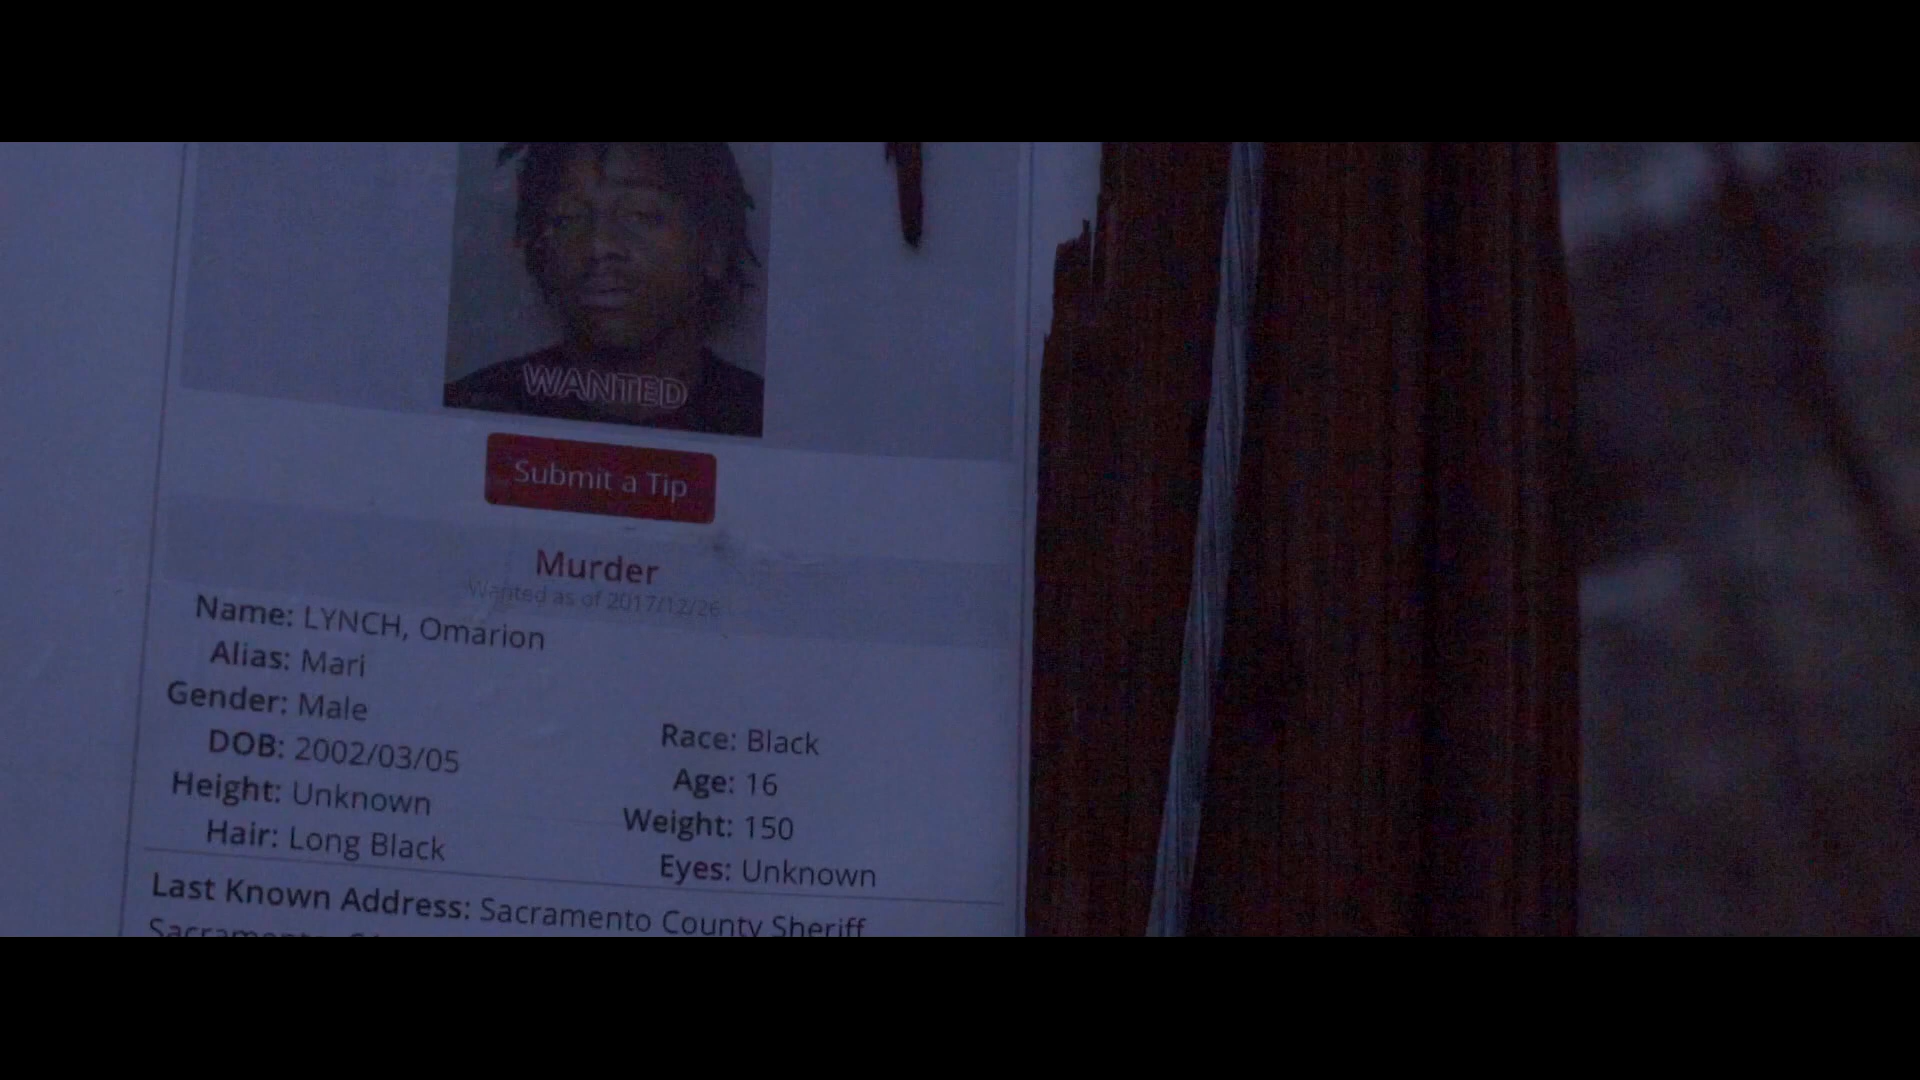 WANTED
Submit a Tip
Murder
Wanted as of 2017/12/26
Name: LYNCH, Omarion
Alias: Mari
Gender: Male
Race: Black
DOB: 2002/03/05
Age: 16
Height: Unknown
Weight: 150
Hair: Long Black
Eyes: Unknown
Last Known Address: Sacramento County Sheriff
Sacramento,